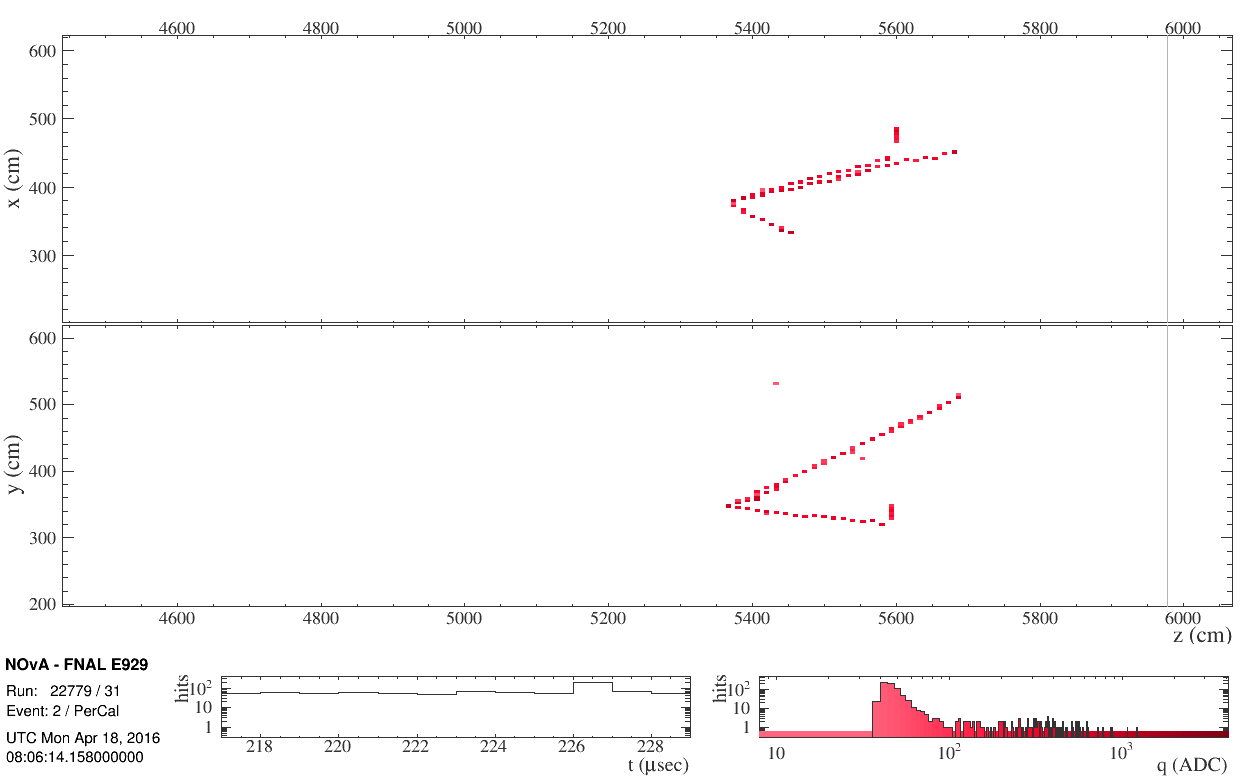 4600 4800 5000 5200 5400 5600 5800 6000
600
500
400
300
x (cm)
600
500
400
300
200
y (cm)
4600 4800 5000 5200 5400 5600 5800 6000
z (cm)
NOvA - FNAL E929
Run: 22779 / 31
Event: 2 / PerCal
UTC Mon Apr 18, 2016
08:06:14.158000000
hits
10²
10
1
218 220 222 224 226 228
t (μsec)
hits
10²
10
1
10 10² 10³
q (ADC)